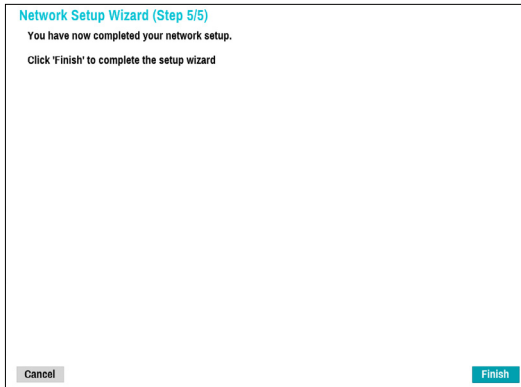 Network Setup Wizard (Step 5/5)
You have now completed your network setup.
Click 'Finish' to complete the setup wizard
Cancel
Finish